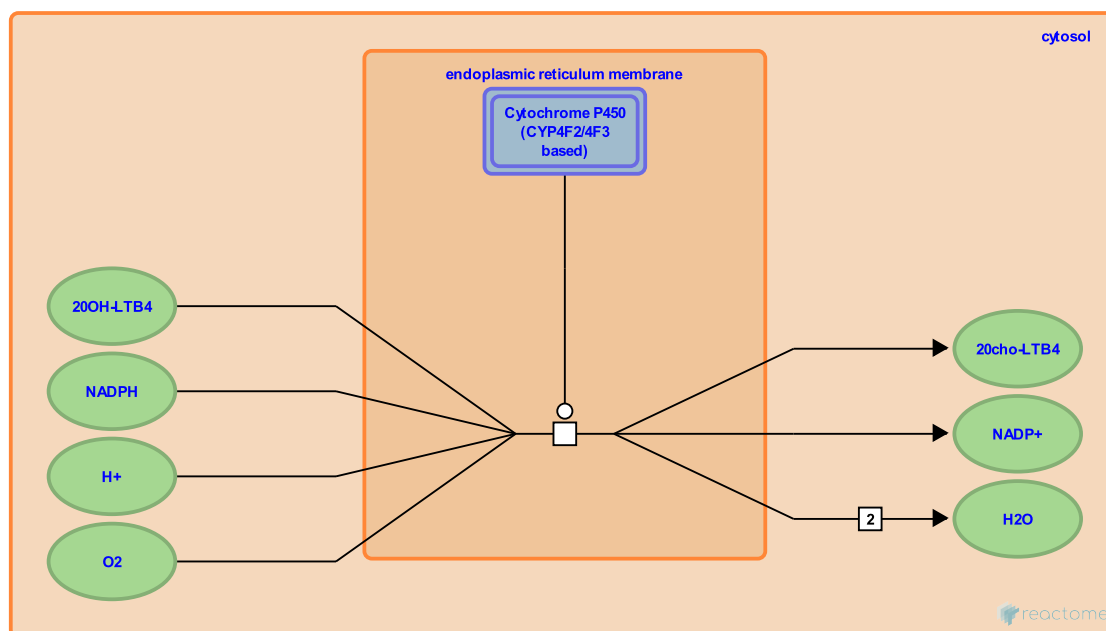 cytosol
endoplasmic reticulum membrane
Cytochrome P450
(CYP4F2/4F3
based)
20OH-LTB4
NADPH
H+
O2
20cho-LTB4
NADP+
2
H2O
reactome